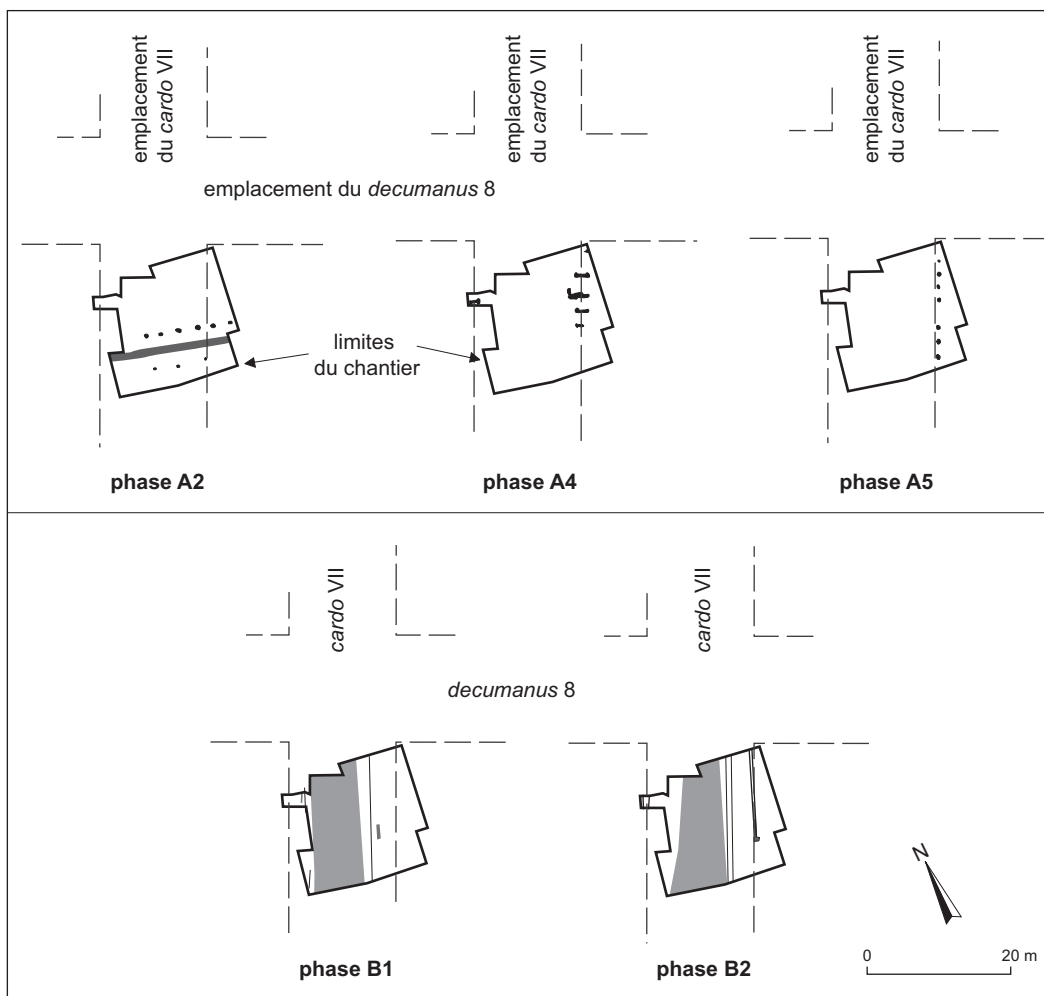 emplacement
du cardo VII
emplacement
du cardo VII
emplacement
du cardo VII
emplacement du decumanus 8
limites
du chantier
phase A2
phase A4
phase A5
cardo VII
cardo VII
decumanus 8
N
phase B1
phase B2
0
20 m